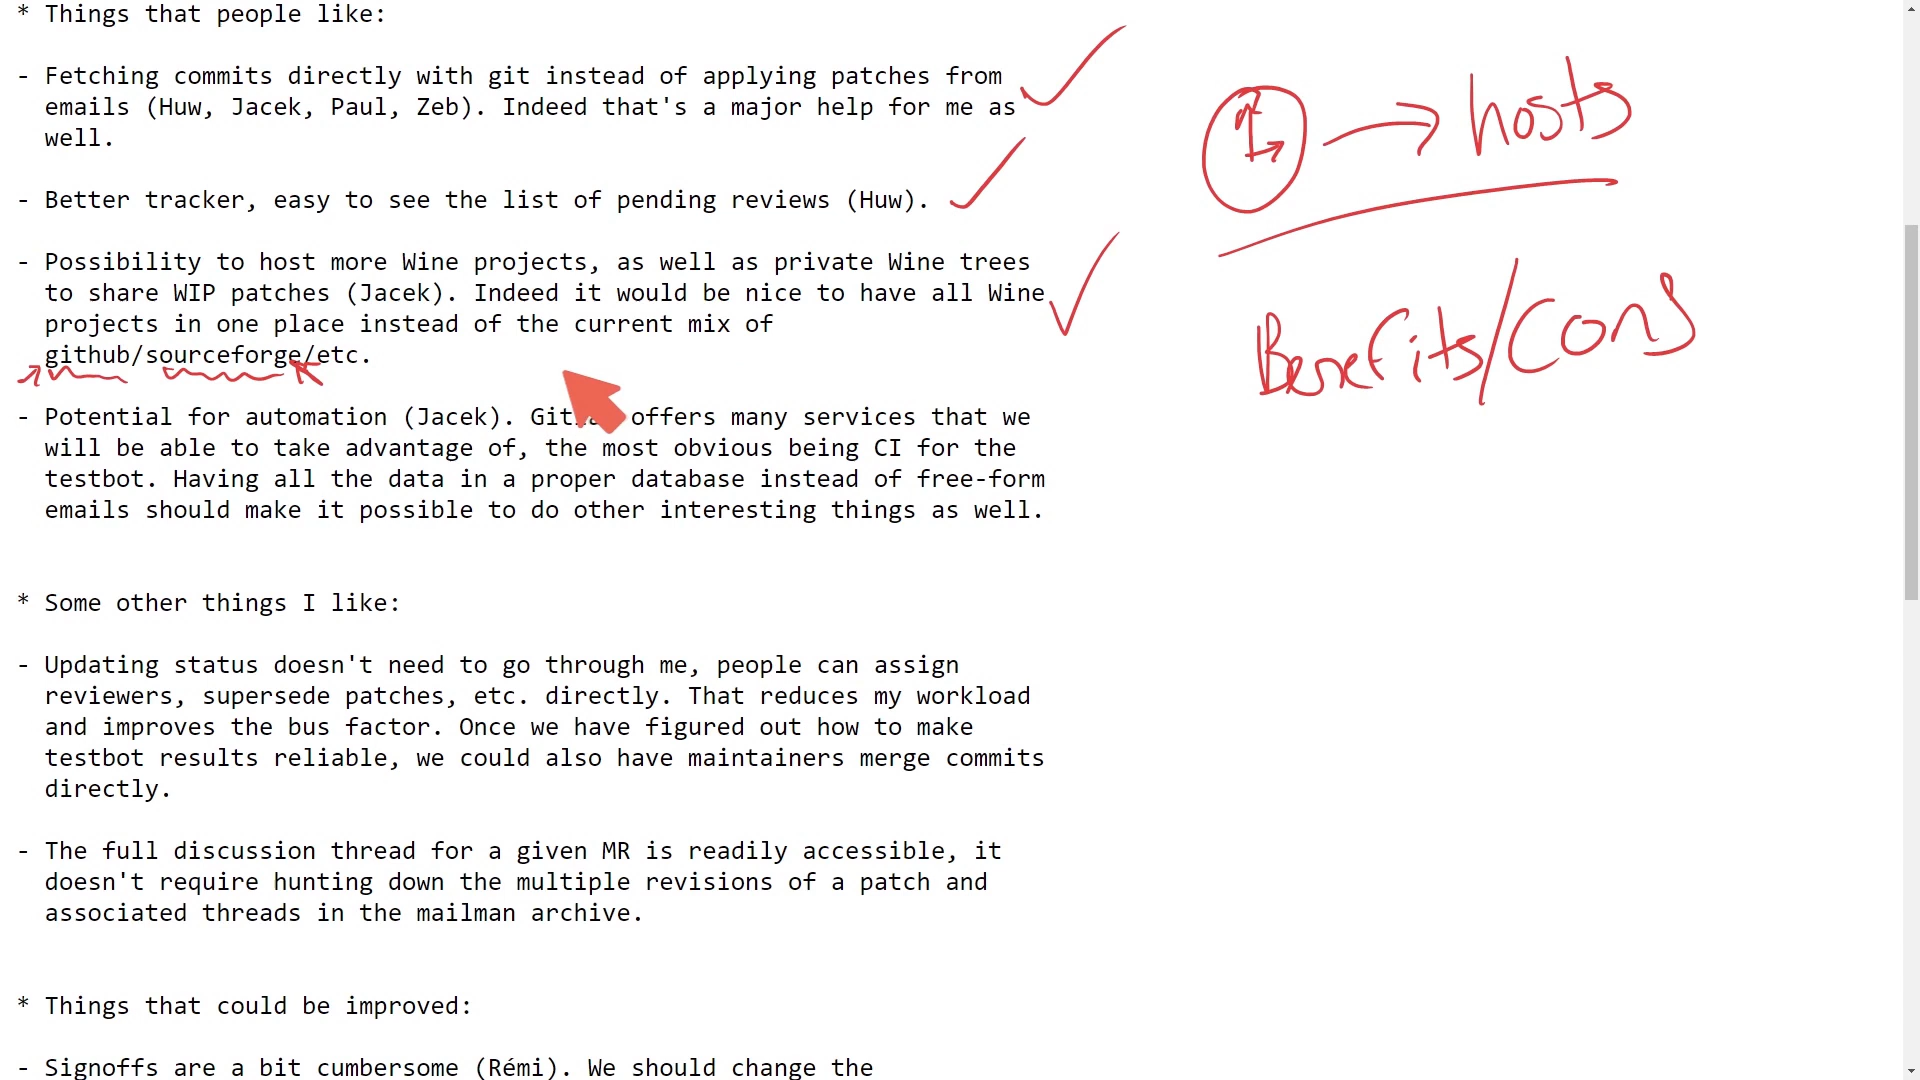 * Things that people like:
- Fetching commits directly with git instead of applying patches from
emails (Huw, Jacek, Paul, Zeb). Indeed that's a major help for me as
well.
- Better tracker, easy to see the list of pending reviews (Huw).
- Possibility to host more Wine projects, as well as private Wine trees
to share WIP patches (Jacek). Indeed it would be nice to have all Wine
projects in one place instead of the current mix of
github/sourceforge/etc.
- Potential for automation (Jacek). offers many services that we
will be able to take advantage of, the most obvious being CI for the
testbot. Having all the data in a proper database instead of free-form
emails should make it possible to do other interesting things as well.
* Some other things I like:
- Updating status doesn't need to go through me, people can assign
reviewers, supersede patches, etc. directly. That reduces my workload
and improves the bus factor. Once we have figured out how to make
testbot results reliable, we could also have maintainers merge commits
directly.
- The full discussion thread for a given MR is readily accessible, it
doesn't require hunting down the multiple revisions of a patch and
associated threads in the mailman archive.
* Things that could be improved:
- Signoffs are a bit cumbersome (Rémi). We should change the
hosts
Benefits/Cons